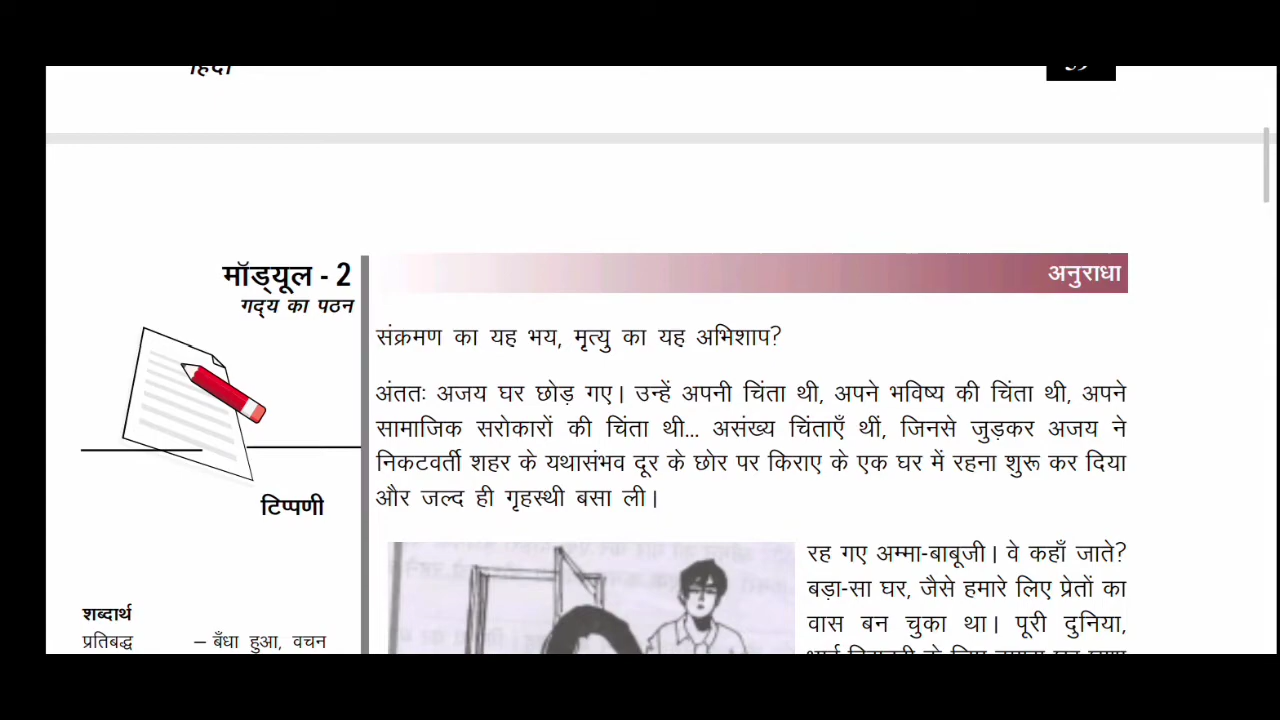 हिंदी
मॉड्यूल - 2
गद्य का पठन
टिप्पणी
शब्दार्थ
प्रतिबद्ध – बँधा हुआ, वचन
अनुराधा
संक्रमण का यह भय, मृत्यु का यह अभिशाप?
अंततः अजय घर छोड़ गए। उन्हें अपनी चिंता थी, अपने भविष्य की चिंता थी, अपने
सामाजिक सरोकारों की चिंता थी... असंख्य चिंताएँ थीं, जिनसे जुड़कर अजय ने
निकटवर्ती शहर के यथासंभव दूर के छोर पर किराए के एक घर में रहना शुरू कर दिया
और जल्द ही गृहस्थी बसा ली।
रह गए अम्मा-बाबूजी। वे कहाँ जाते?
बड़ा-सा घर, जैसे हमारे लिए प्रेतों का
वास बन चुका था। पूरी दुनिया,